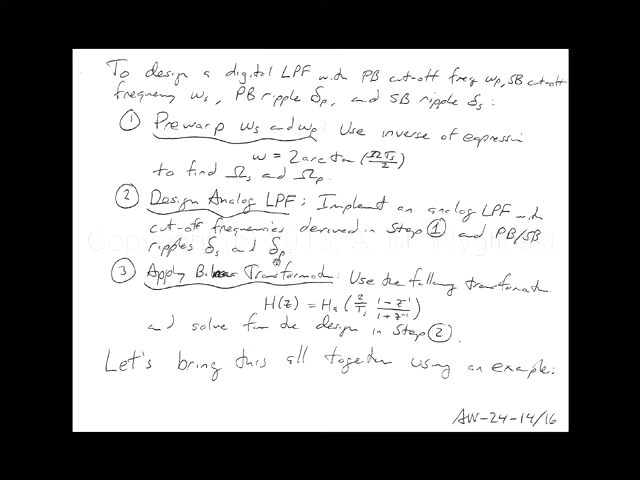 To design a digital LPF with PB cut-off freq ωp, SB cut-off
frequency ωs, PB ripple δp, and SB ripple δs:
① Prewarp ωs and ωp: Use inverse of expression
ω = 2 arctan (ΩTs/2)
to find Ωs and Ωp.
② Design Analog LPF: Implement an analog LPF with
cut-off frequencies derived in Step ① and PB/SB
ripples δs and δp
③ Apply Bilinear Transformation: Use the following transformation
H(z) = Ha (2/Ts 1-z⁻¹/1+z⁻¹)
and solve for the design in Step ②.
Let's bring this all together using an example:
AW-24-14/16